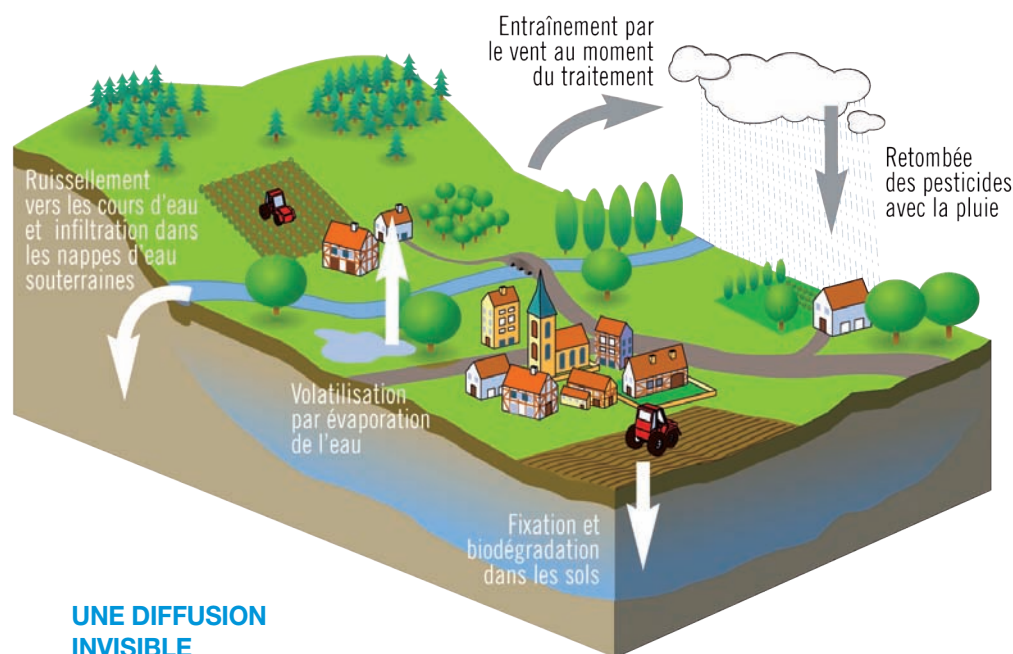 Entraînement par
le vent au moment
du traitement
Retombée
des pesticides
avec la pluie
Ruissellement
vers les cours d'eau
et infiltration dans
les nappes d'eau
souterraines
Volatilisation
par évaporation
de l'eau
Fixation et
biodégradation
dans les sols
UNE DIFFUSION
INVISIBLE